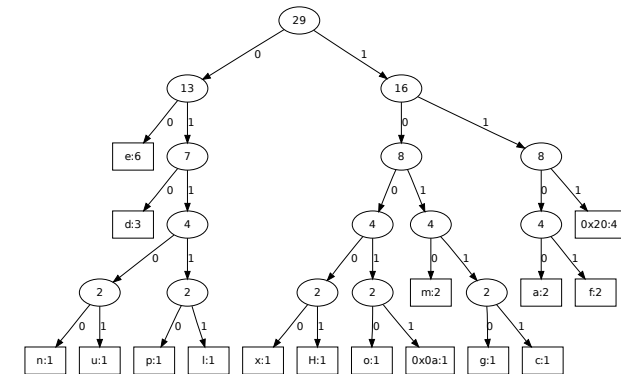 29
0 1
13 16
0 1 0 1
e:6 7 8 8
0 1 0 1 0 1
d:3 4 4 4 4 0x20:4
0 1 0 1 0 1 0 1
2 2 2 2 m:2 2 a:2 f:2
0 1 0 1 0 1 0 1 0 1
n:1 u:1 p:1 l:1 x:1 H:1 o:1 0x0a:1 g:1 c:1